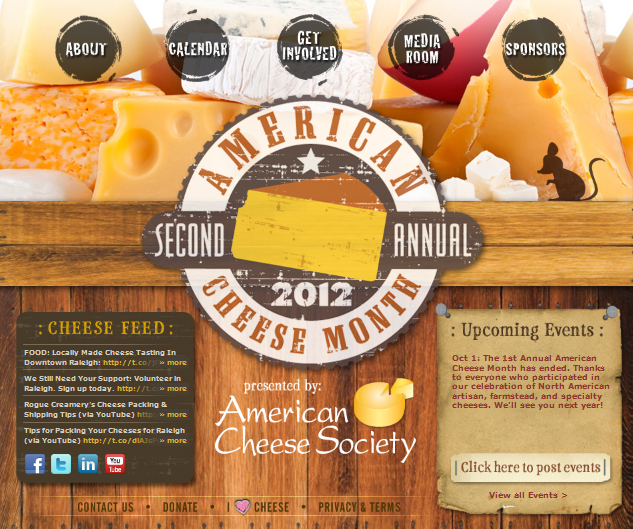 ABOUT
CALENDAR
GET
INVOLVED
MEDIA
ROOM
SPONSORS
AMERICAN
SECOND ANNUAL
2012
CHEESE MONTH
: CHEESE FEED :
FOOD: Locally Made Cheese Tasting In
Downtown Raleigh: http://t.co/ » more
We Still Need Your Support: Volunteer in
Raleigh. Sign up today. http://t. » more
Rogue Creamery's Cheese Packing &
Shipping Tips (via YouTube) http » more
Tips for Packing Your Cheeses for Raleigh
(via YouTube) http://t.co/dIA » more
f t in You Tube
presented by:
American
Cheese Society
: Upcoming Events :
Oct 1: The 1st Annual American
Cheese Month has ended. Thanks
to everyone who participated in
our celebration of North American
artisan, farmstead, and specialty
cheeses. We'll see you next year!
Click here to post events
View all Events >
CONTACT US • DONATE • I CHEESE • PRIVACY & TERMS